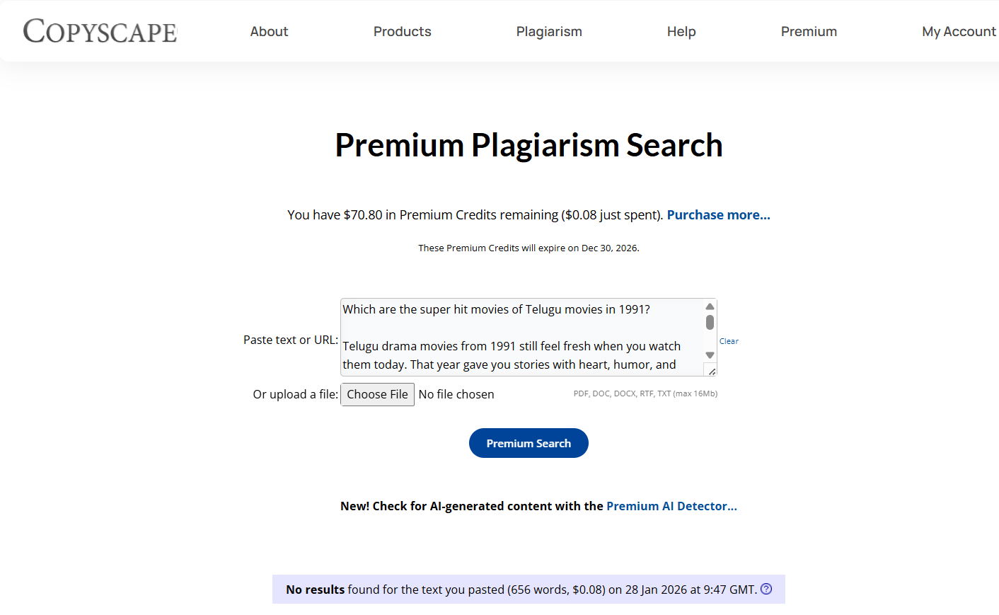 COPYSCAPE
About
Products
Plagiarism
Help
Premium
My Account
Premium Plagiarism Search
You have $70.80 in Premium Credits remaining ($0.08 just spent). Purchase more...
These Premium Credits will expire on Dec 30, 2026.
Paste text or URL:
Which are the super hit movies of Telugu movies in 1991?
Telugu drama movies from 1991 still feel fresh when you watch
them today. That year gave you stories with heart, humor, and
Clear
Or upload a file: Choose File No file chosen
PDF, DOC, DOCX, RTF, TXT (max 16Mb)
Premium Search
New! Check for AI-generated content with the Premium AI Detector...
No results found for the text you pasted (656 words, $0.08) on 28 Jan 2026 at 9:47 GMT. ?